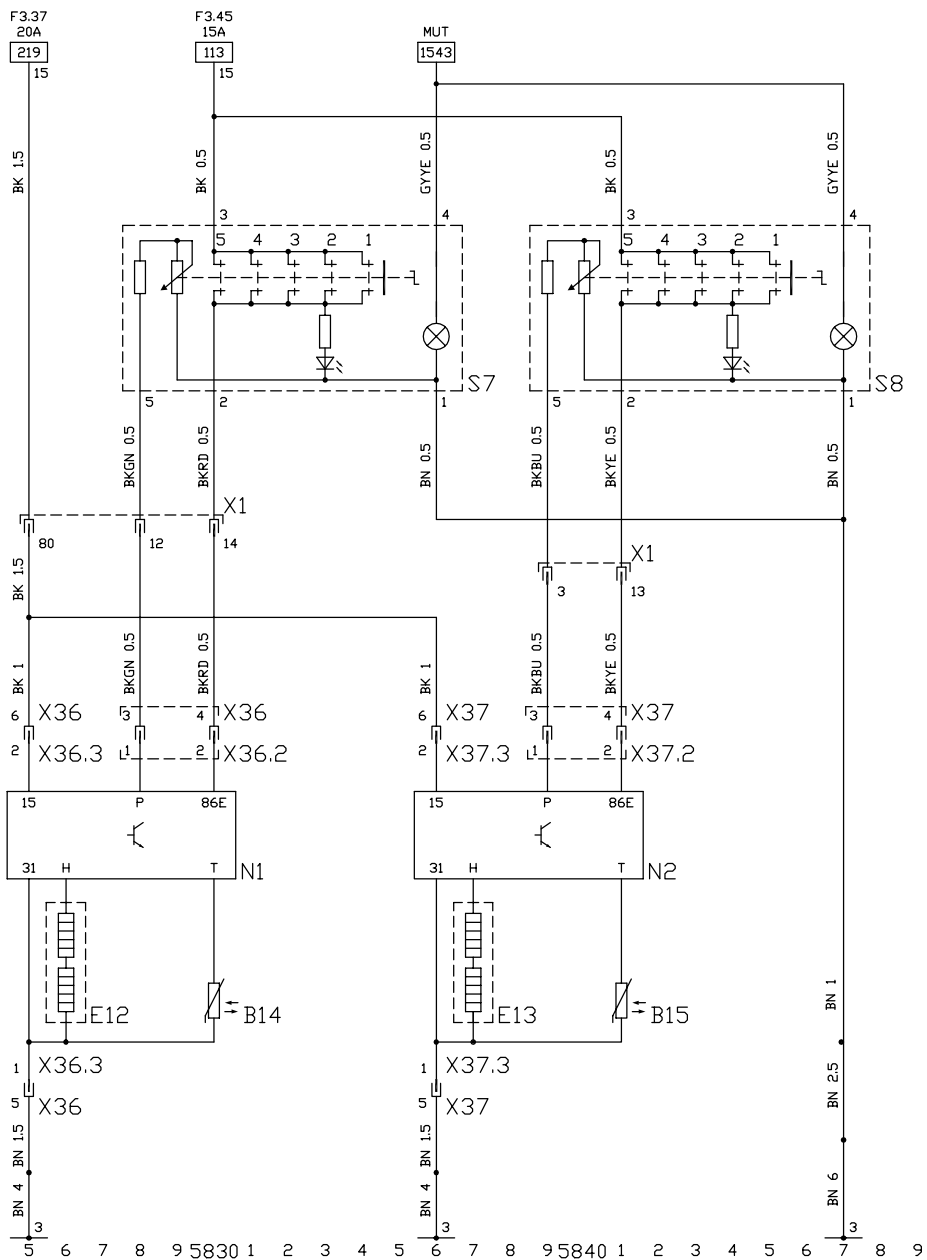 F3.37
20A
219
15
F3.45
15A
113
15
MUT
1543
BK 1.5
BK 0.5
GYYE 0.5
BK 0.5
GYYE 0.5
3
4
3
4
5 4 3 2 1
5 4 3 2 1
S7
S8
5
2
1
5
2
1
BKGN 0.5
BKRD 0.5
BN 0.5
BKBU 0.5
BKYE 0.5
BN 0.5
X1
80
12
14
X1
3
13
BK 1.5
BK 1
BKGN 0.5
BKRD 0.5
BK 1
BKBU 0.5
BKYE 0.5
6 X36
3 4 X36
6 X37
3 4 X37
2 X36.3
1 2 X36.2
2 X37.3
1 2 X37.2
15 P 86E
15 P 86E
31 H T
N1
31 H T
N2
E12
B14
E13
B15
BN 1
1 X36.3
1 X37.3
5 X36
5 X37
BN 2.5
BN 1.5
BN 1.5
BN 4
BN 4
BN 6
3
3
3
5 6 7 8 9 5830 1 2 3 4 5 6 7 8 9 5840 1 2 3 4 5 6 7 8 9